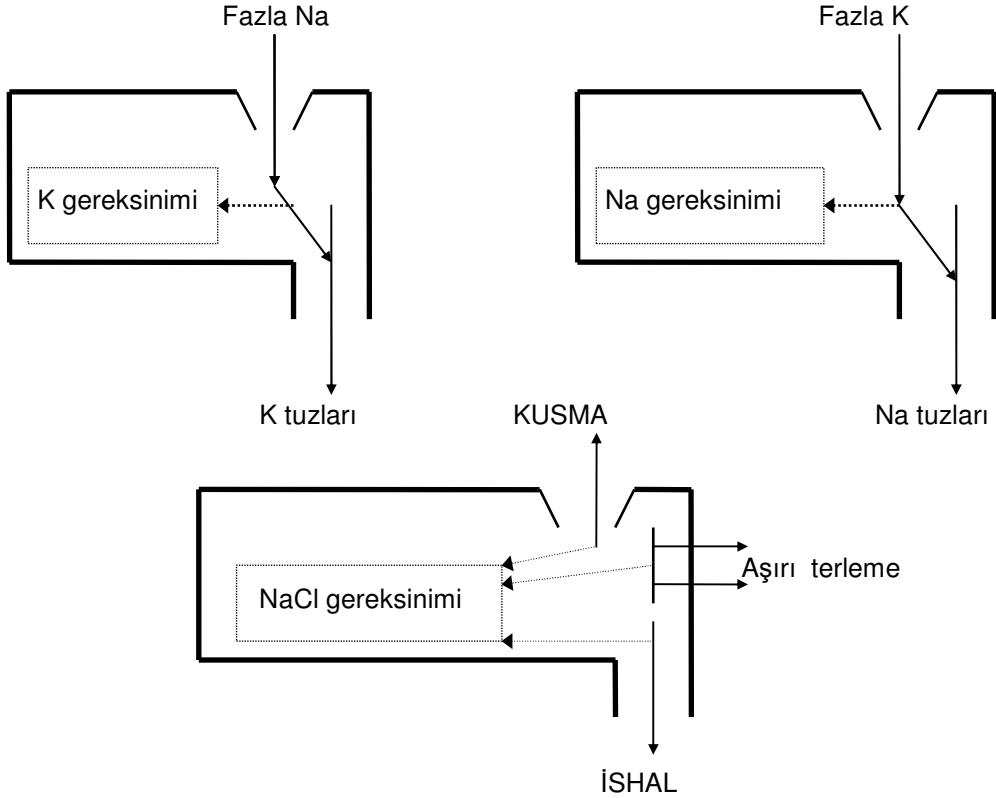 Fazla Na
Fazla K
K gereksinimi
Na gereksinimi
K tuzları
KUSMA
Na tuzları
Aşırı terleme
NaCl gereksinimi
İSHAL